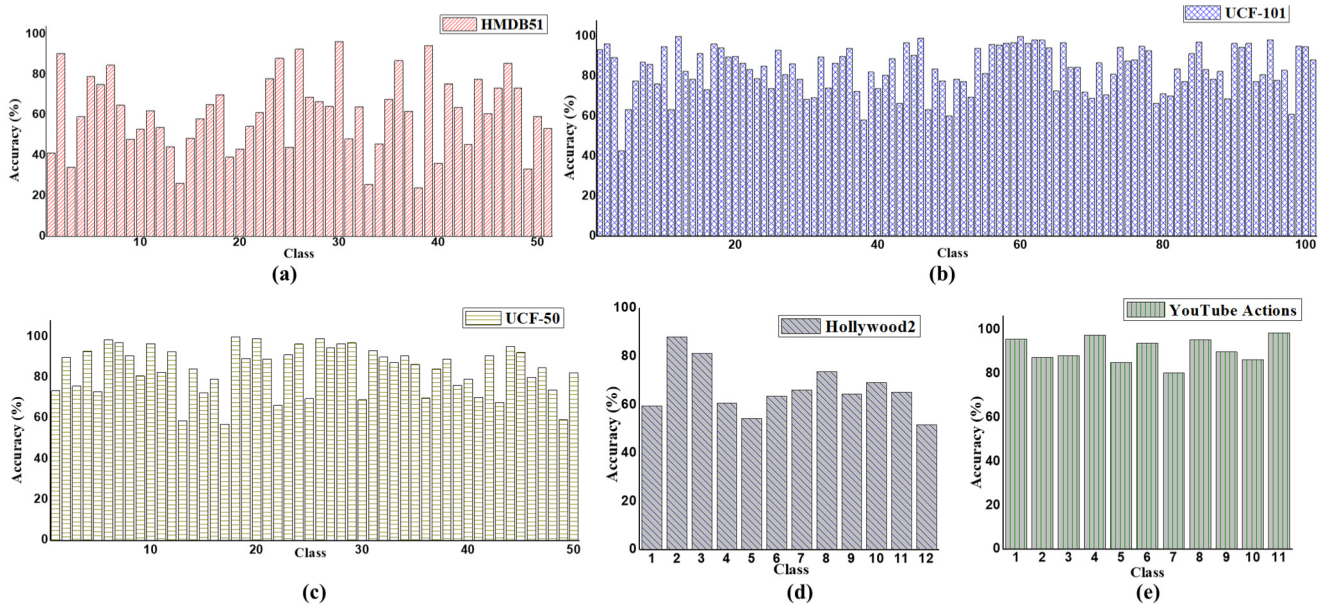 HMDB51
Accuracy (%)
100
80
60
40
20
0
10 20 30 40 50
Class
(a)
UCF-101
Accuracy (%)
100
80
60
40
20
0
20 40 60 80 100
Class
(b)
UCF-50
Accuracy (%)
100
80
60
40
20
0
10 20 30 40 50
Class
(c)
Hollywood2
Accuracy (%)
100
80
60
40
20
0
1 2 3 4 5 6 7 8 9 10 11 12
Class
(d)
YouTube Actions
Accuracy (%)
100
80
60
40
20
0
1 2 3 4 5 6 7 8 9 10 11
Class
(e)